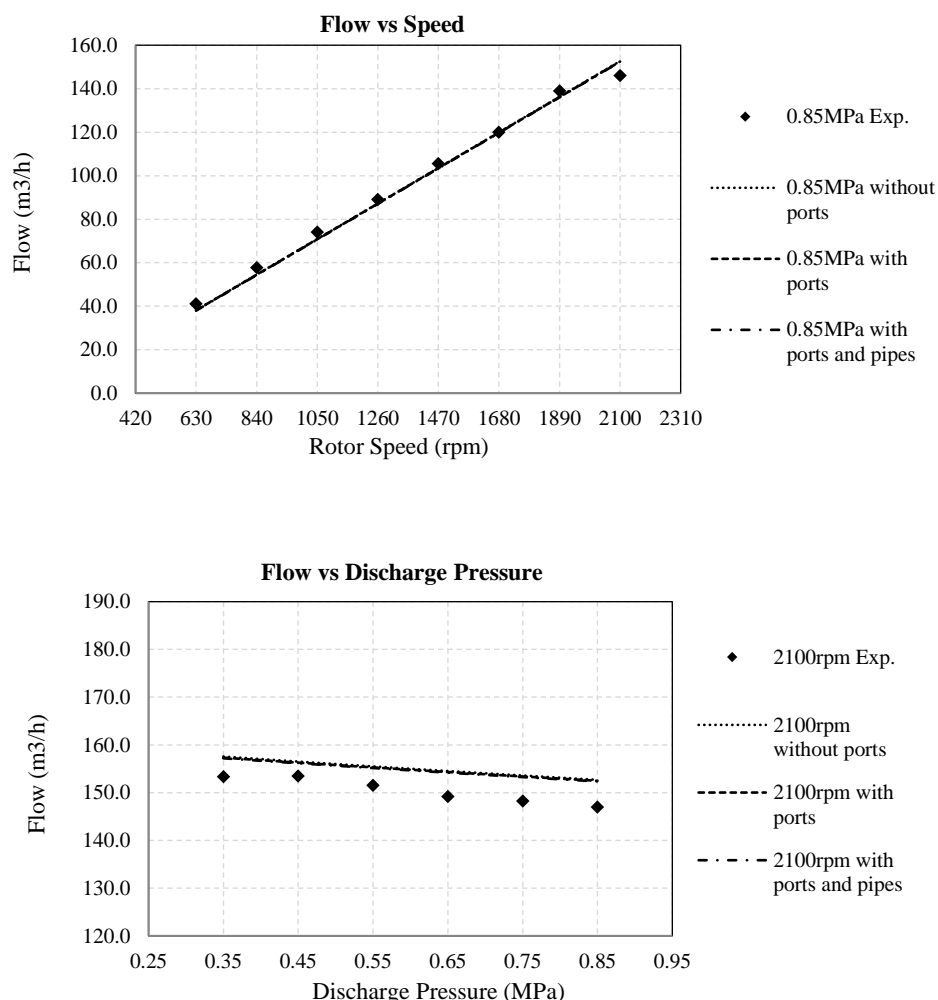 Flow vs Speed
160.0
140.0
120.0
100.0
80.0
60.0
40.0
20.0
0.0
Flow (m3/h)
420 630 840 1050 1260 1470 1680 1890 2100 2310
Rotor Speed (rpm)
0.85MPa Exp.
0.85MPa without
ports
0.85MPa with
ports
0.85MPa with
ports and pipes
Flow vs Discharge Pressure
190.0
180.0
170.0
160.0
150.0
140.0
130.0
120.0
Flow (m3/h)
0.25 0.35 0.45 0.55 0.65 0.75 0.85 0.95
Discharge Pressure (MPa)
2100rpm Exp.
2100rpm
without ports
2100rpm with
ports
2100rpm with
ports and pipes